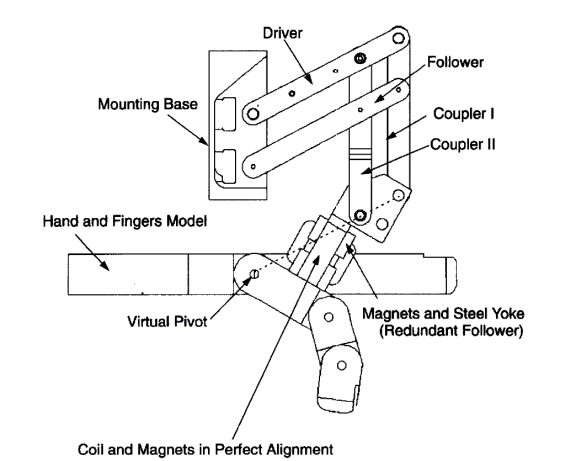 Driver
Follower
Mounting Base
Coupler I
Coupler II
Hand and Fingers Model
Virtual Pivot
Magnets and Steel Yoke
(Redundant Follower)
Coil and Magnets in Perfect Alignment